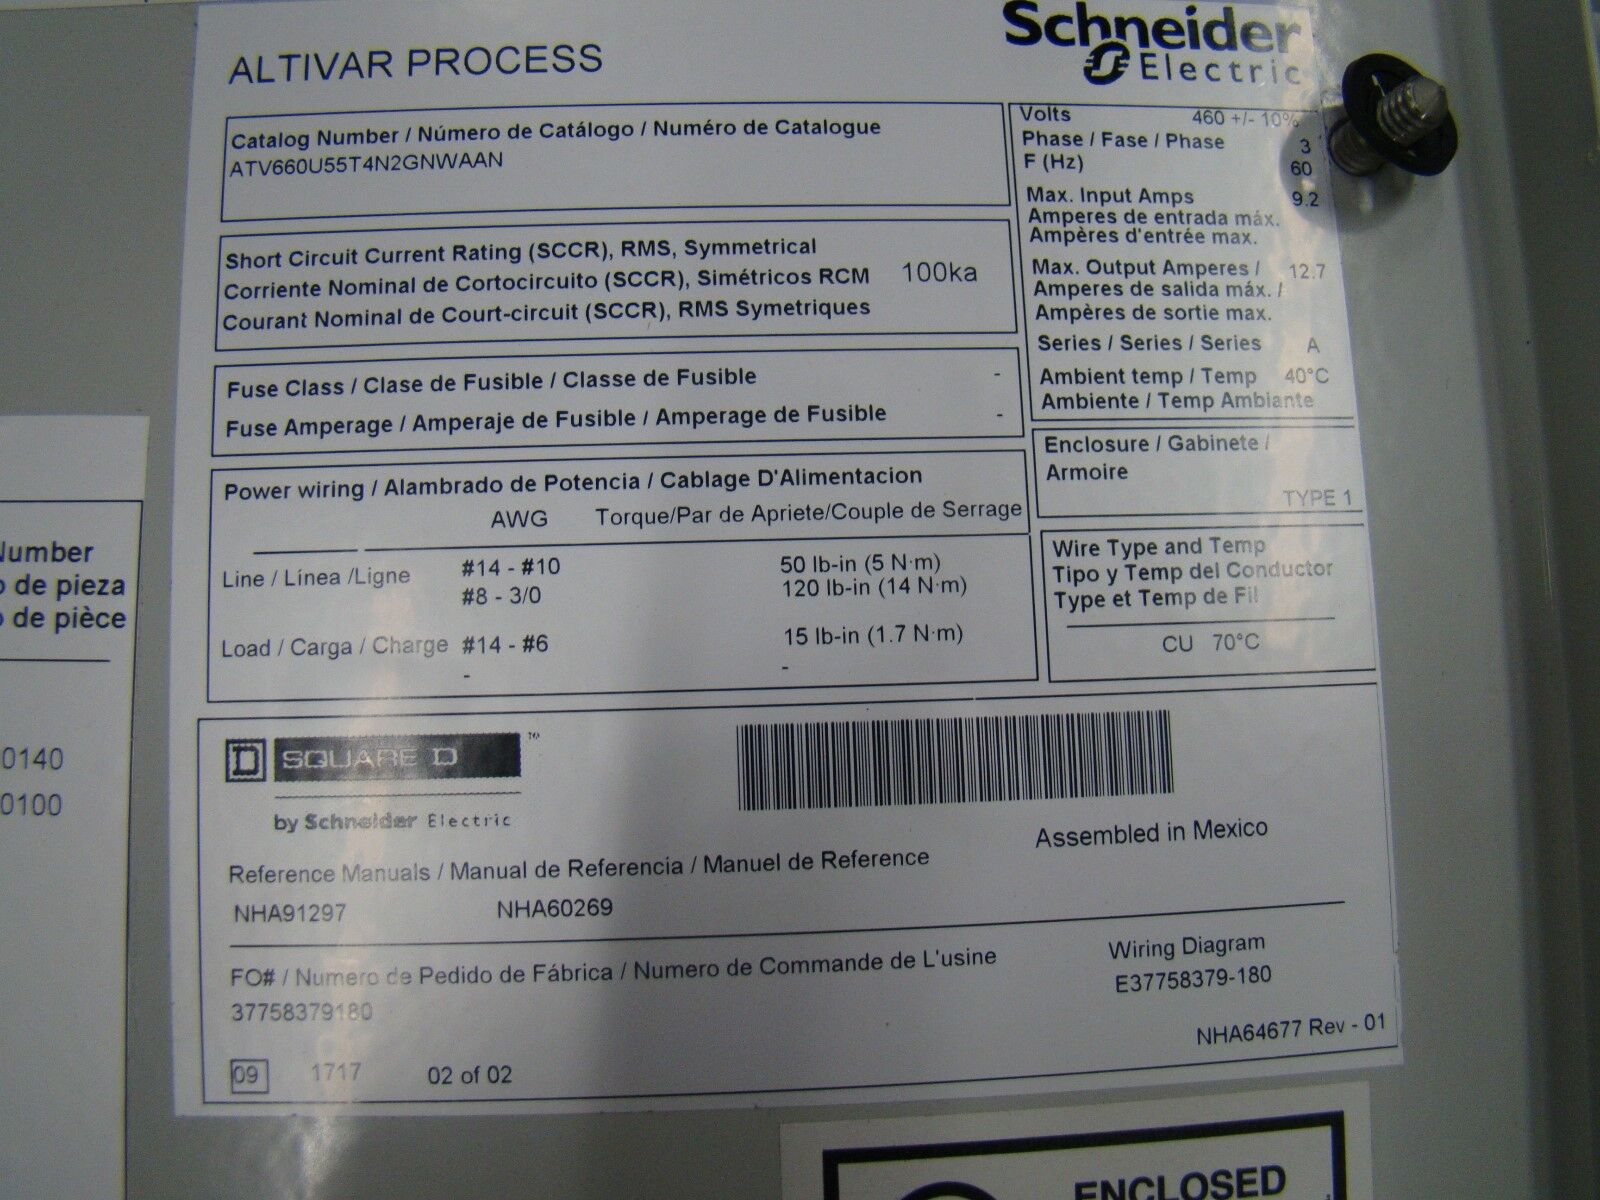 ALTIVAR PROCESS
Schneider
Electric
Catalog Number / Número de Catálogo / Numéro de Catalogue
ATV660U55T4N2GNWAAN
Short Circuit Current Rating (SCCR), RMS, Symmetrical
Corriente Nominal de Cortocircuito (SCCR), Simétricos RCM 100ka
Courant Nominal de Court-circuit (SCCR), RMS Symetriques
Fuse Class / Clase de Fusible / Classe de Fusible -
Fuse Amperage / Amperaje de Fusible / Amperage de Fusible -
Power wiring / Alambrado de Potencia / Cablage D'Alimentacion
AWG Torque/Par de Apriete/Couple de Serrage
Line / Línea /Ligne #14 - #10 50 lb-in (5 N·m)
#8 - 3/0 120 lb-in (14 N·m)
Load / Carga / Charge #14 - #6 15 lb-in (1.7 N·m)
- -
Volts 460 +/- 10%
Phase / Fase / Phase 3
F (Hz) 60
Max. Input Amps 9.2
Amperes de entrada máx.
Ampères d'entrée max.
Max. Output Amperes / 12.7
Amperes de salida máx. /
Ampères de sortie max.
Series / Series / Series A
Ambient temp / Temp 40°C
Ambiente / Temp Ambiante
Enclosure / Gabinete /
Armoire
TYPE 1
Wire Type and Temp
Tipo y Temp del Conductor
Type et Temp de Fil
CU 70°C
D SQUARE D ™
by Schneider Electric
Assembled in Mexico
Reference Manuals / Manual de Referencia / Manuel de Reference
NHA91297 NHA60269
FO# / Numero de Pedido de Fábrica / Numero de Commande de L'usine
37758379180
Wiring Diagram
E37758379-180
NHA64677 Rev - 01
09 1717 02 of 02
Number
o de pieza
o de pièce
0140
0100
ENCLOSED